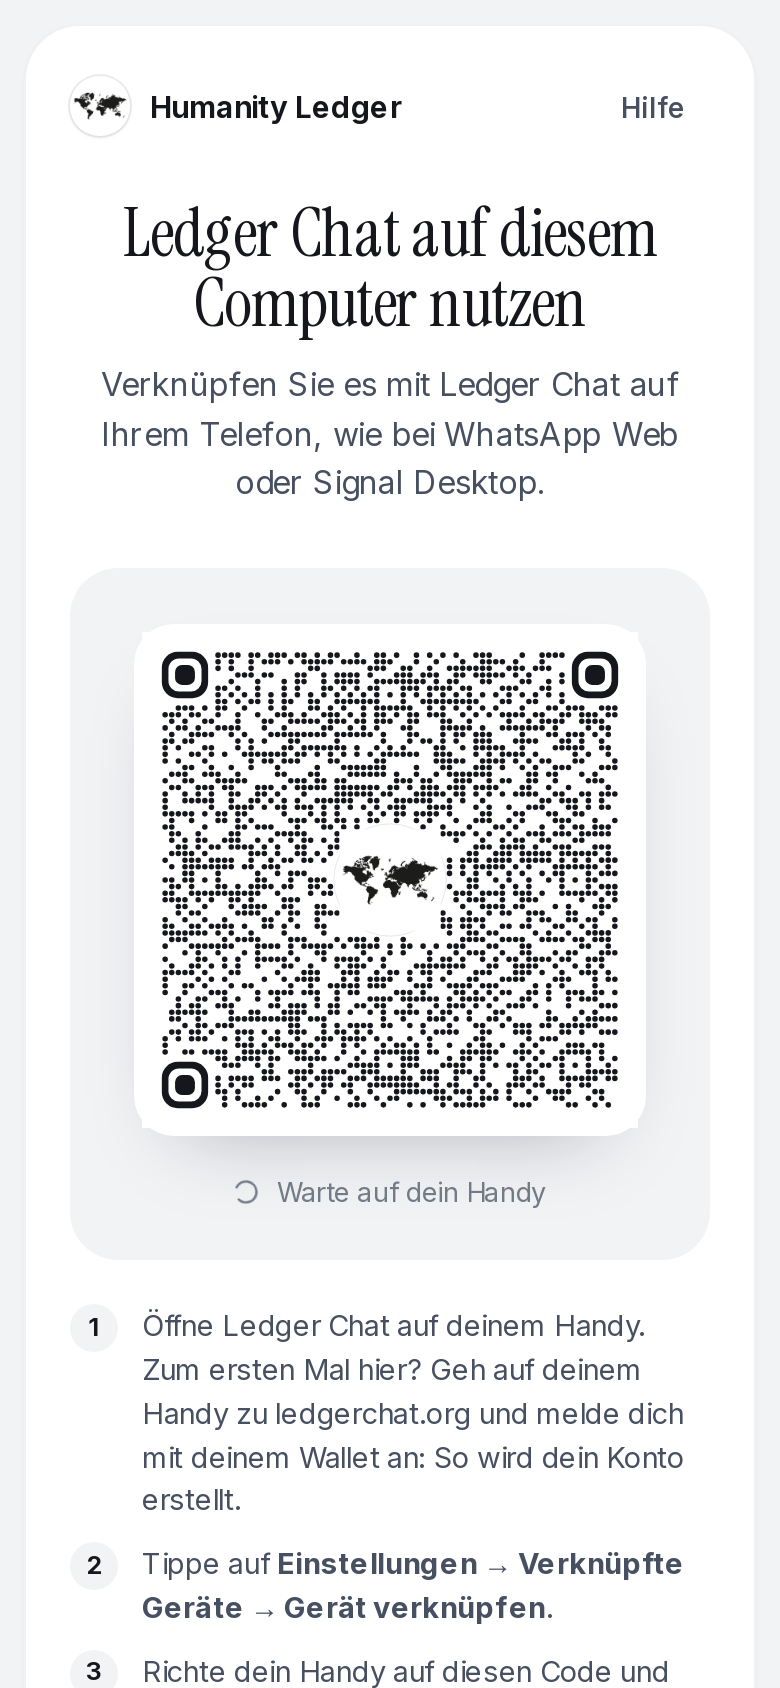 Humanity Ledger
Hilfe
Ledger Chat auf diesem
Computer nutzen
Verknüpfen Sie es mit Ledger Chat auf
Ihrem Telefon, wie bei WhatsApp Web
oder Signal Desktop.
Warte auf dein Handy
1
Öffne Ledger Chat auf deinem Handy.
Zum ersten Mal hier? Geh auf deinem
Handy zu ledgerchat.org und melde dich
mit deinem Wallet an: So wird dein Konto
erstellt.
2
Tippe auf Einstellungen → Verknüpfte
Geräte → Gerät verknüpfen.
3
Richte dein Handy auf diesen Code und